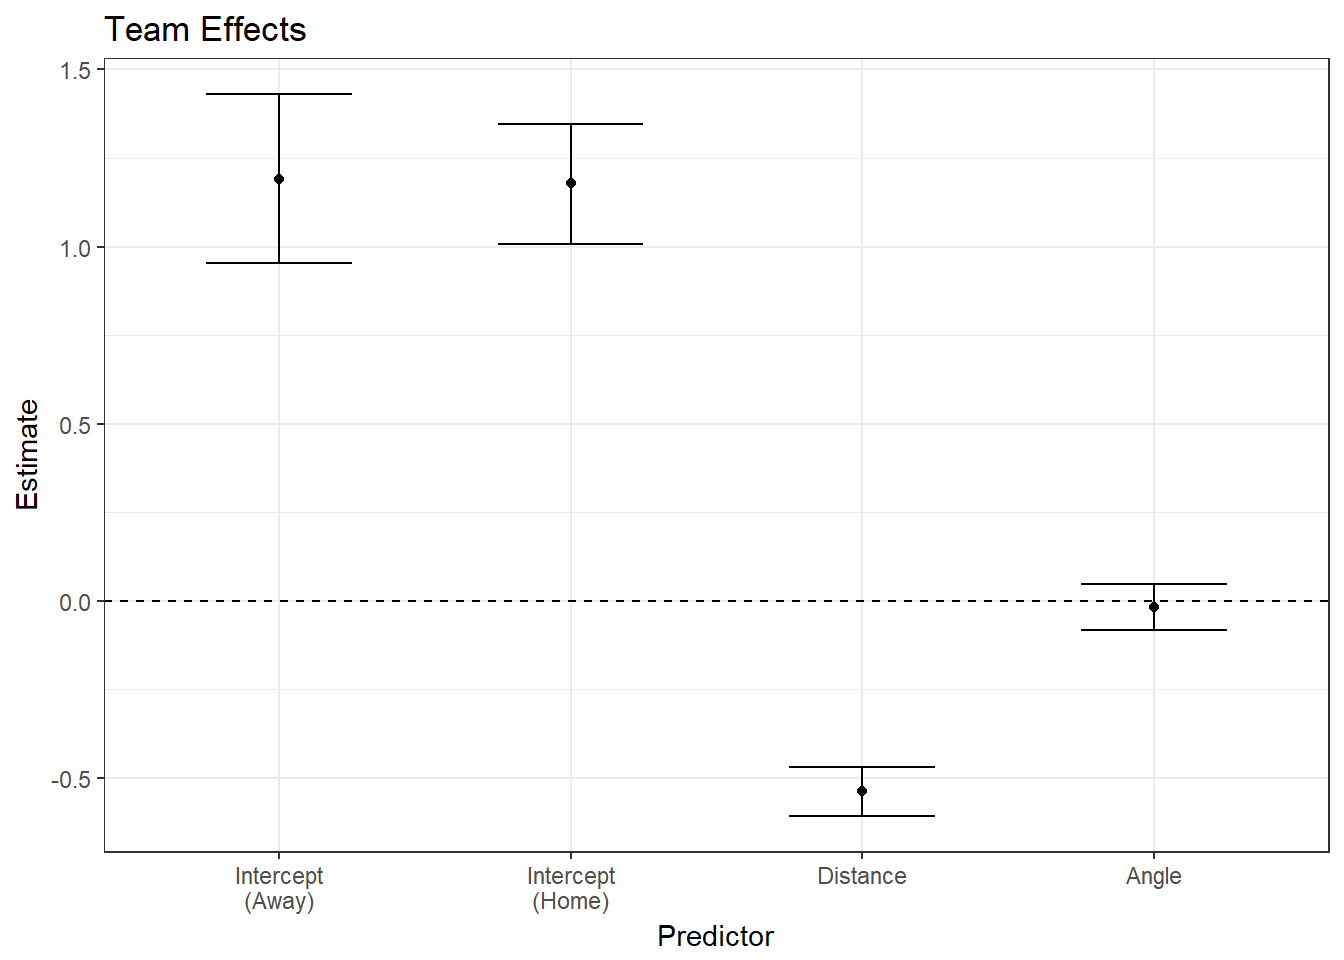 Team Effects
1.5
1.0
0.5
0.0
-0.5
Estimate
Intercept
(Away)
Intercept
(Home)
Distance
Angle
Predictor